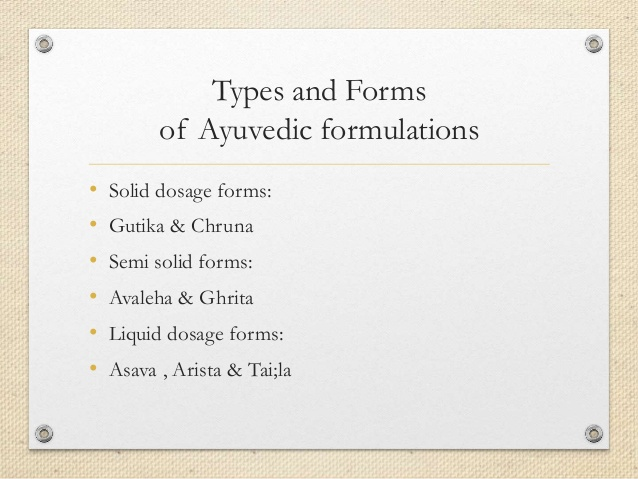 Types and Forms
of Ayuvedic formulations
• Solid dosage forms:
• Gutika & Chruna
• Semi solid forms:
• Avaleha & Ghrita
• Liquid dosage forms:
• Asava , Arista & Tai;la